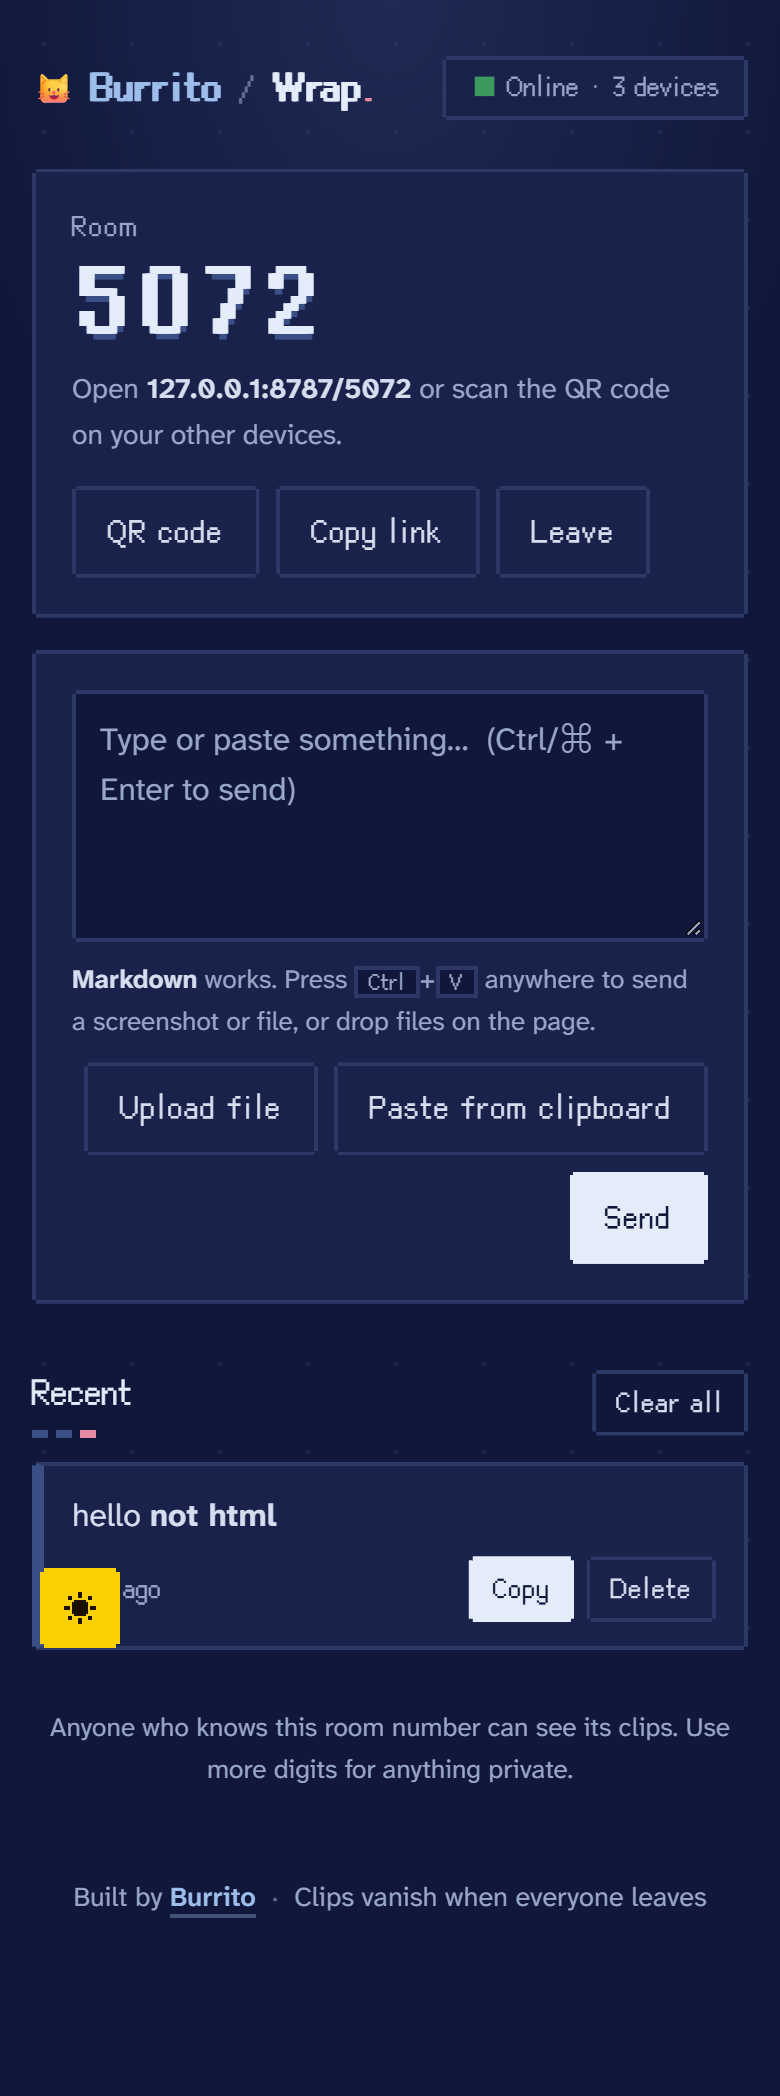 Burrito / Wrap.
Online · 3 devices
Room
5072
Open 127.0.0.1:8787/5072 or scan the QR code
on your other devices.
QR code
Copy link
Leave
Type or paste something... (Ctrl/⌘ +
Enter to send)
Markdown works. Press Ctrl+V anywhere to send
a screenshot or file, or drop files on the page.
Upload file
Paste from clipboard
Send
Recent
Clear all
hello not html
ago
Copy
Delete
Anyone who knows this room number can see its clips. Use
more digits for anything private.
Built by Burrito · Clips vanish when everyone leaves